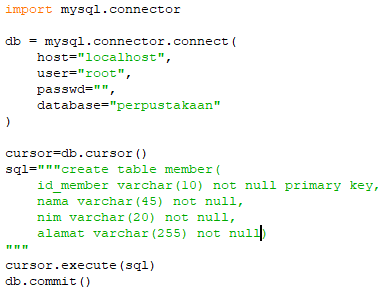 import mysql.connector

db = mysql.connector.connect(
    host="localhost",
    user="root",
    passwd="",
    database="perpustakaan"
)

cursor=db.cursor()
sql="""create table member(
    id_member varchar(10) not null primary key,
    nama varchar(45) not null,
    nim varchar(20) not null,
    alamat varchar(255) not null)
"""
cursor.execute(sql)
db.commit()